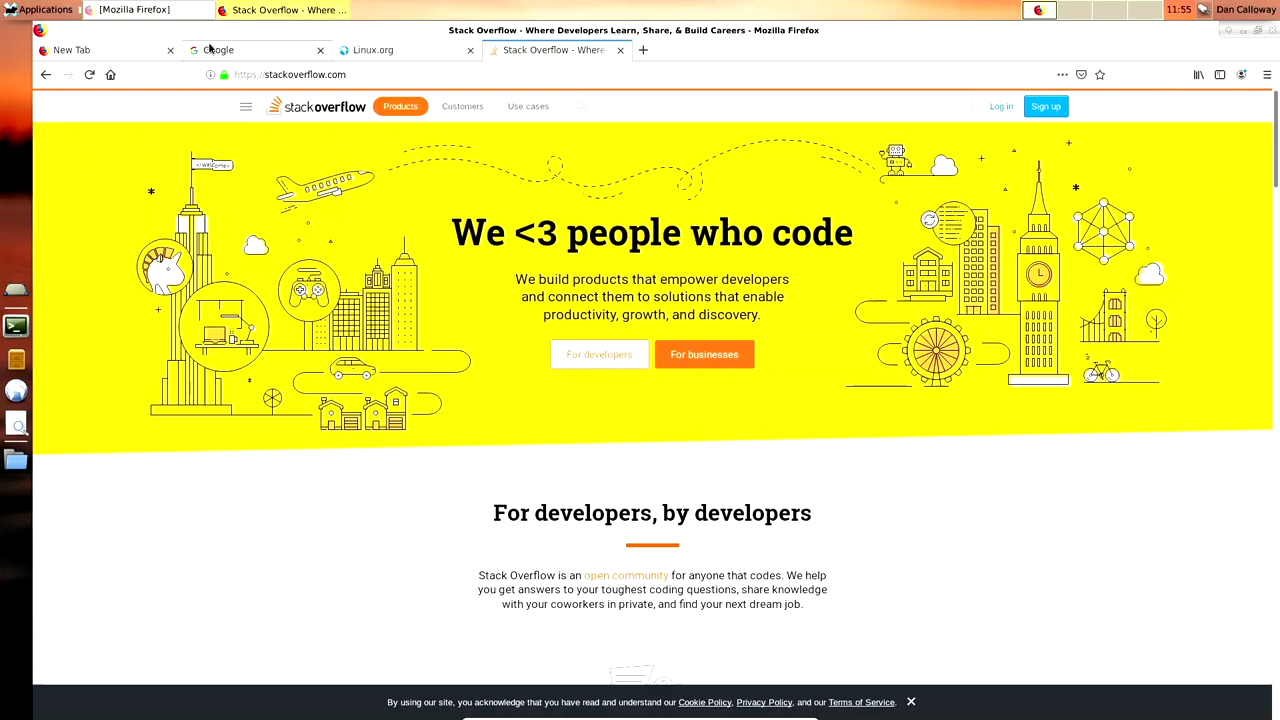 Applications
[Mozilla Firefox]
Stack Overflow - Where ...
11:55
Dan Calloway
Stack Overflow - Where Developers Learn, Share, & Build Careers - Mozilla Firefox
New Tab
Google
Linux.org
Stack Overflow - Where
https://stackoverflow.com
stackoverflow
Products
Customers
Use cases
Log in
Sign up
We <3 people who code
We build products that empower developers
and connect them to solutions that enable
productivity, growth, and discovery.
For developers
For businesses
For developers, by developers
Stack Overflow is an open community for anyone that codes. We help
you get answers to your toughest coding questions, share knowledge
with your coworkers in private, and find your next dream job.
By using our site, you acknowledge that you have read and understand our Cookie Policy, Privacy Policy, and our Terms of Service.